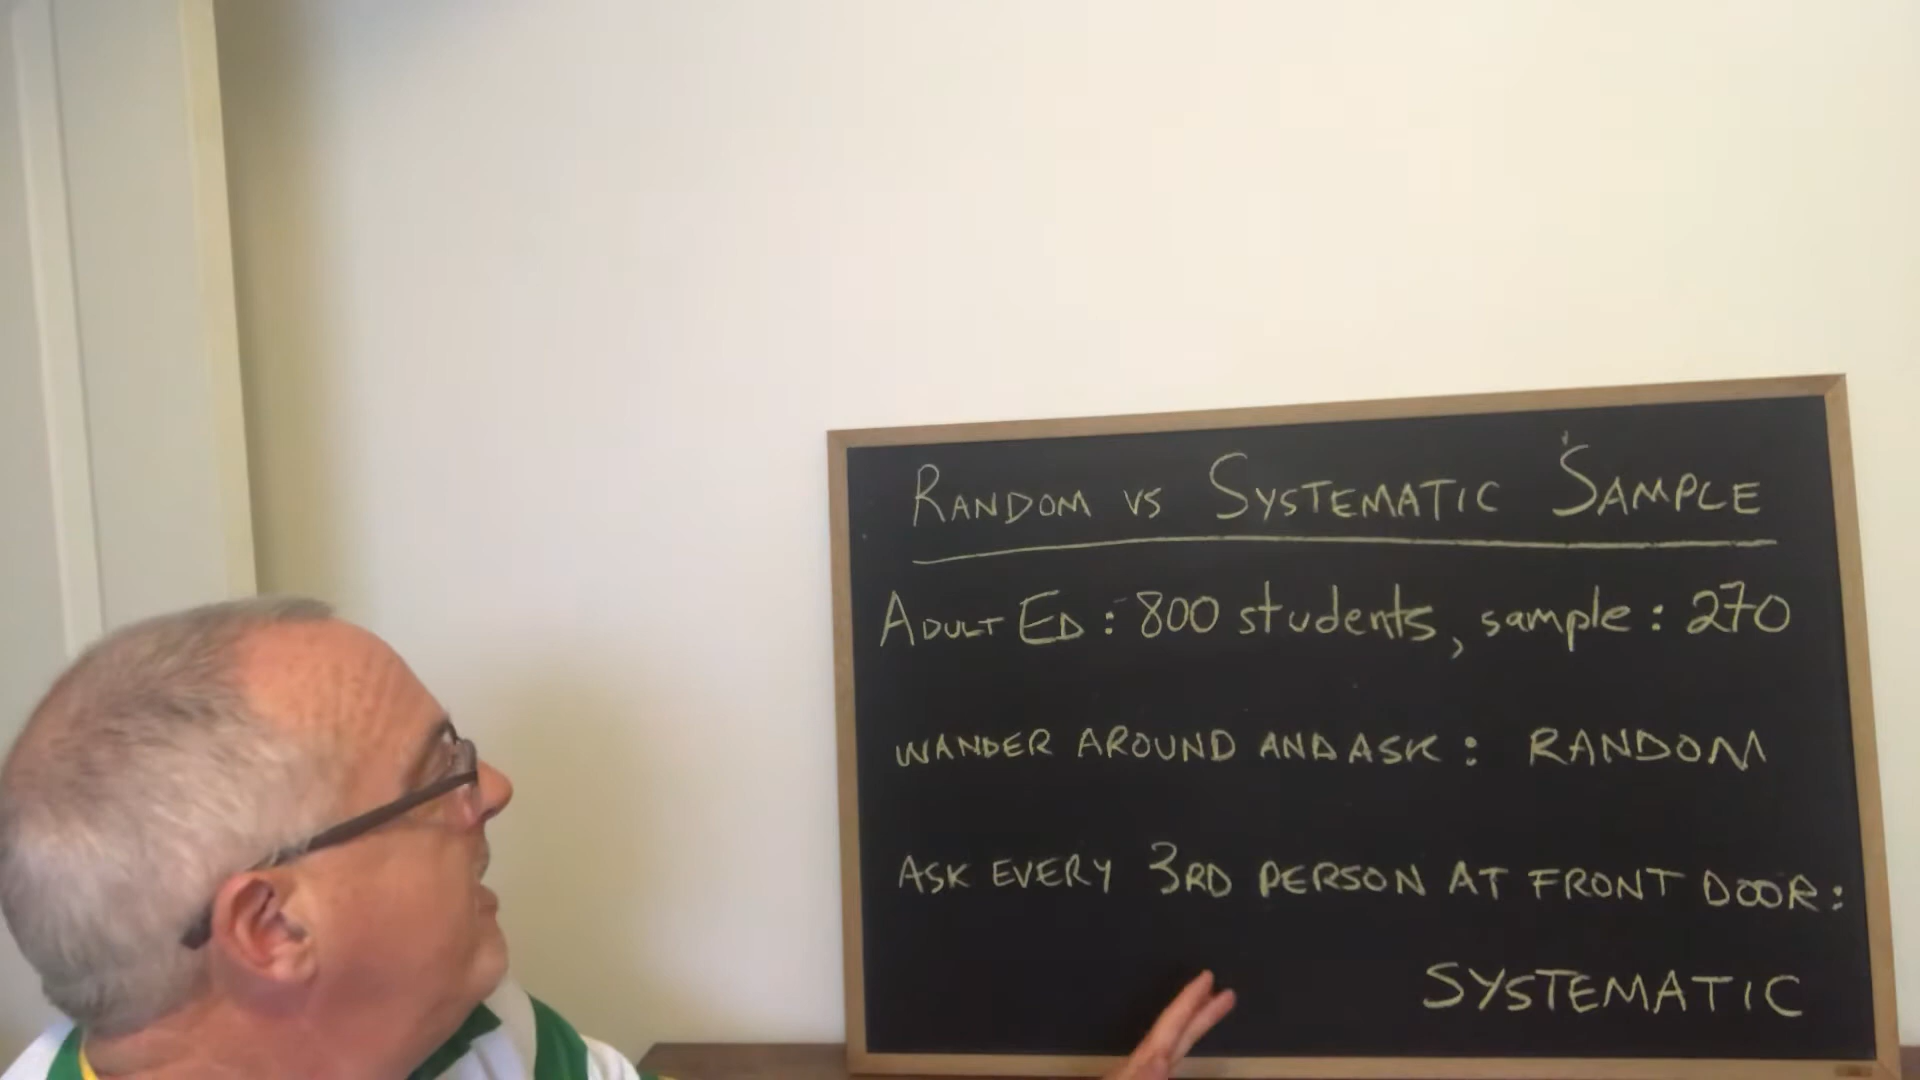 RANDOM VS SYSTEMATIC SAMPLE
ADULT ED : 800 students, sample : 270
WANDER AROUND AND ASK : RANDOM
ASK EVERY 3RD PERSON AT FRONT DOOR :
SYSTEMATIC